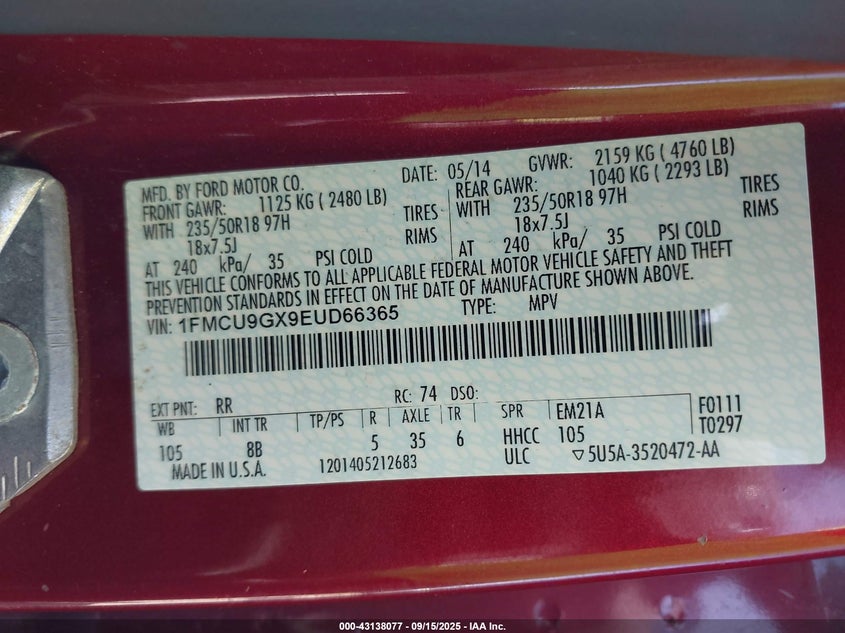 MFD. BY FORD MOTOR CO. DATE: 05/14 GVWR: 2159 KG ( 4760 LB)
FRONT GAWR: 1125 KG ( 2480 LB) REAR GAWR: 1040 KG ( 2293 LB)
WITH 235/50R18 97H TIRES WITH 235/50R18 97H TIRES
18x7.5J RIMS 18x7.5J RIMS
AT 240 kPa/ 35 PSI COLD AT 240 kPa/ 35 PSI COLD
THIS VEHICLE CONFORMS TO ALL APPLICABLE FEDERAL MOTOR VEHICLE SAFETY AND THEFT
PREVENTION STANDARDS IN EFFECT ON THE DATE OF MANUFACTURE SHOWN ABOVE.
VIN: 1FMCU9GX9EUD66365 TYPE: MPV
EXT PNT: RR RC: 74 DSO:
WB INT TR TP/PS R AXLE TR SPR EM21A F0111
105 8B 5 35 6 HHCC 105 T0297
MADE IN U.S.A. 1201405212683 ULC ▽5U5A-3520472-AA
000-43138077 - 09/15/2025 - IAA Inc.